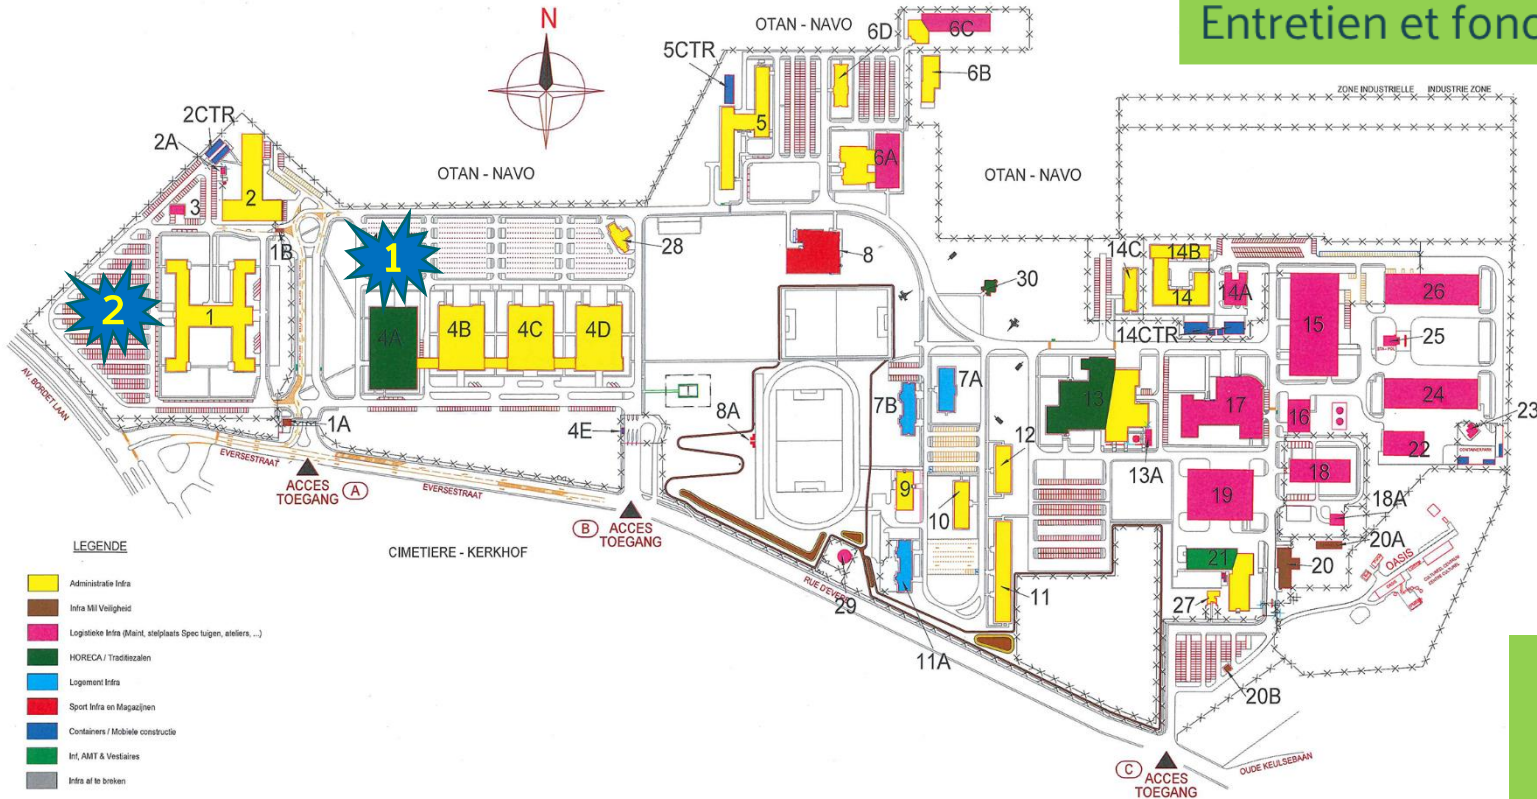 Entretien et fonc
N
OTAN - NAVO
6D
6C
5CTR
6B
5
ZONE INDUSTRIELLE INDUSTRIE ZONE
2CTR
2A
6A
OTAN - NAVO
OTAN - NAVO
2
3
1B
28
8
14C
14B
1
30
14
14A
26
2
1
15
25
4A
4B
4C
4D
14CTR
AV. BORDET LAAN
7A
7B
13
17
24
16
23
8A
1A
4E
12
22
CONTAINERPARK
EVERSESTRAAT
13A
18
ACCES
TOEGANG
A
EVERSESTRAAT
9
10
19
18A
B
ACCES
TOEGANG
20A
LEGENDE
CIMETIERE - KERKHOF
OASIS
21
20
Administratie Infra
29
RUE D'EVERE
11
27
Infra Mil Veiligheid
Logistieke Infra (Maint, stelplaats Spec tuigen, ateliers, ...)
11A
HORECA / Traditiezalen
20B
Logement Infra
Sport Infra en Magazijnen
Containers / Mobiele constructie
Inf, AMT & Vestiaires
C
ACCES
TOEGANG
OUDE KEULSEBAAN
Infra af te breken